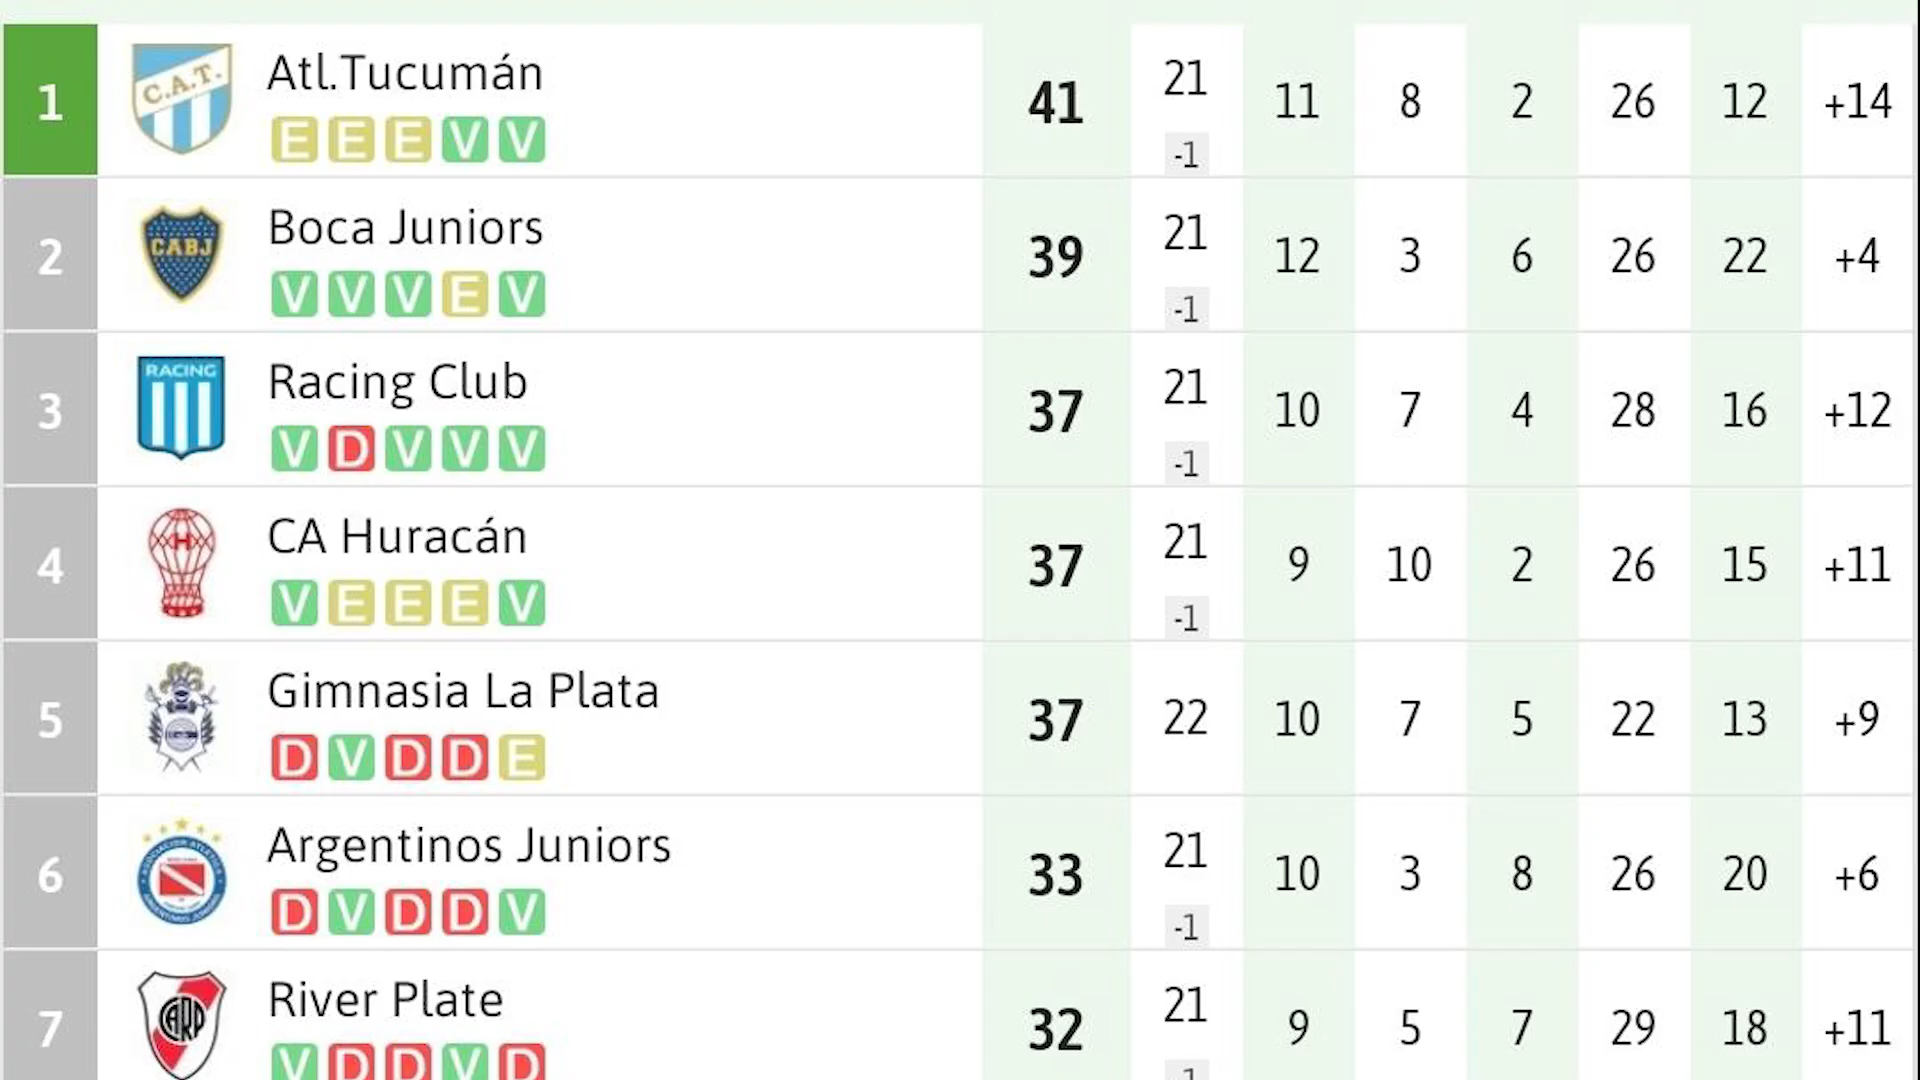 1 C.A.T. Atl.Tucumán 41 21 11 8 2 26 12 +14
E E E V V -1
2 CABJ Boca Juniors 39 21 12 3 6 26 22 +4
V V V E V -1
3 RACING Racing Club 37 21 10 7 4 28 16 +12
V D V V V -1
4 H CA Huracán 37 21 9 10 2 26 15 +11
V E E E V -1
5 Gimnasia La Plata 37 22 10 7 5 22 13 +9
D V D D E
6 Argentinos Juniors 33 21 10 3 8 26 20 +6
D V D D V -1
7 CARP River Plate 32 21 9 5 7 29 18 +11
V D D V D -1